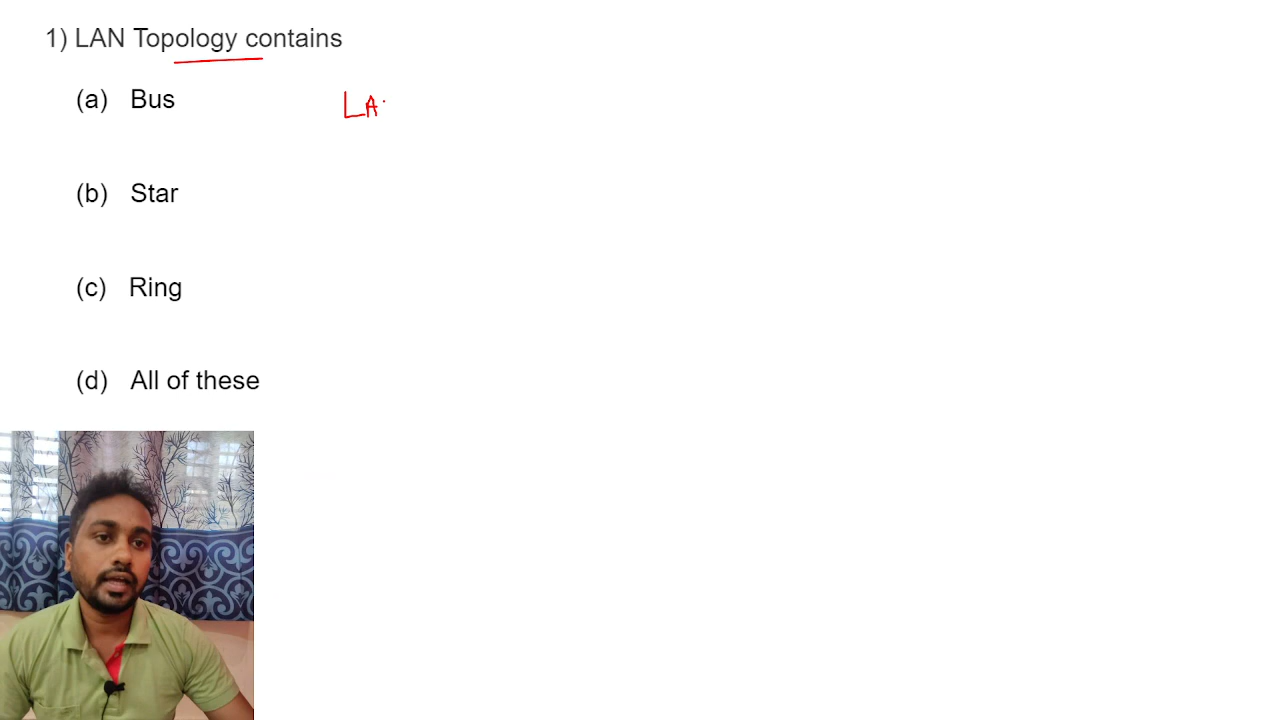 1) LAN Topology contains
(a) Bus
LA
(b) Star
(c) Ring
(d) All of these